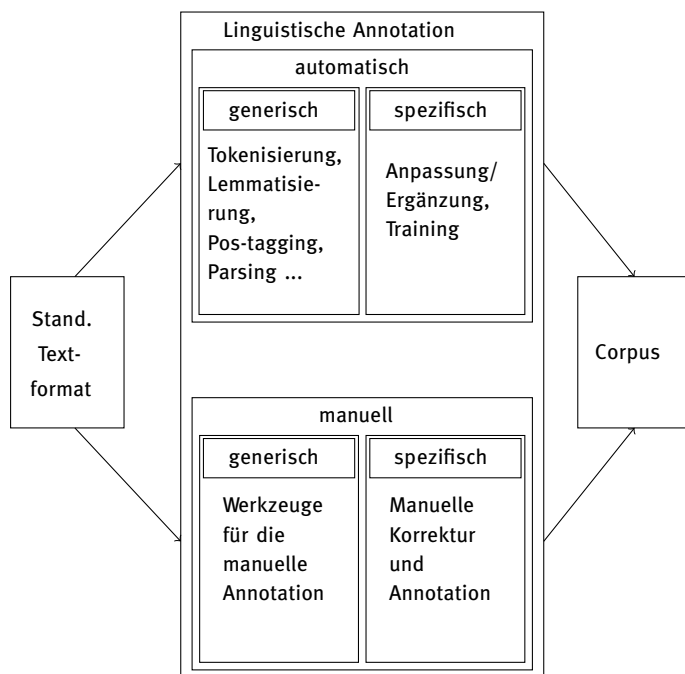 Linguistische Annotation
automatisch
generisch
Tokenisierung,
Lemmatisie-
rung,
Pos-tagging,
Parsing ...
spezifisch
Anpassung/
Ergänzung,
Training
Stand.
Text-
format
Corpus
manuell
generisch
Werkzeuge
für die
manuelle
Annotation
spezifisch
Manuelle
Korrektur
und
Annotation